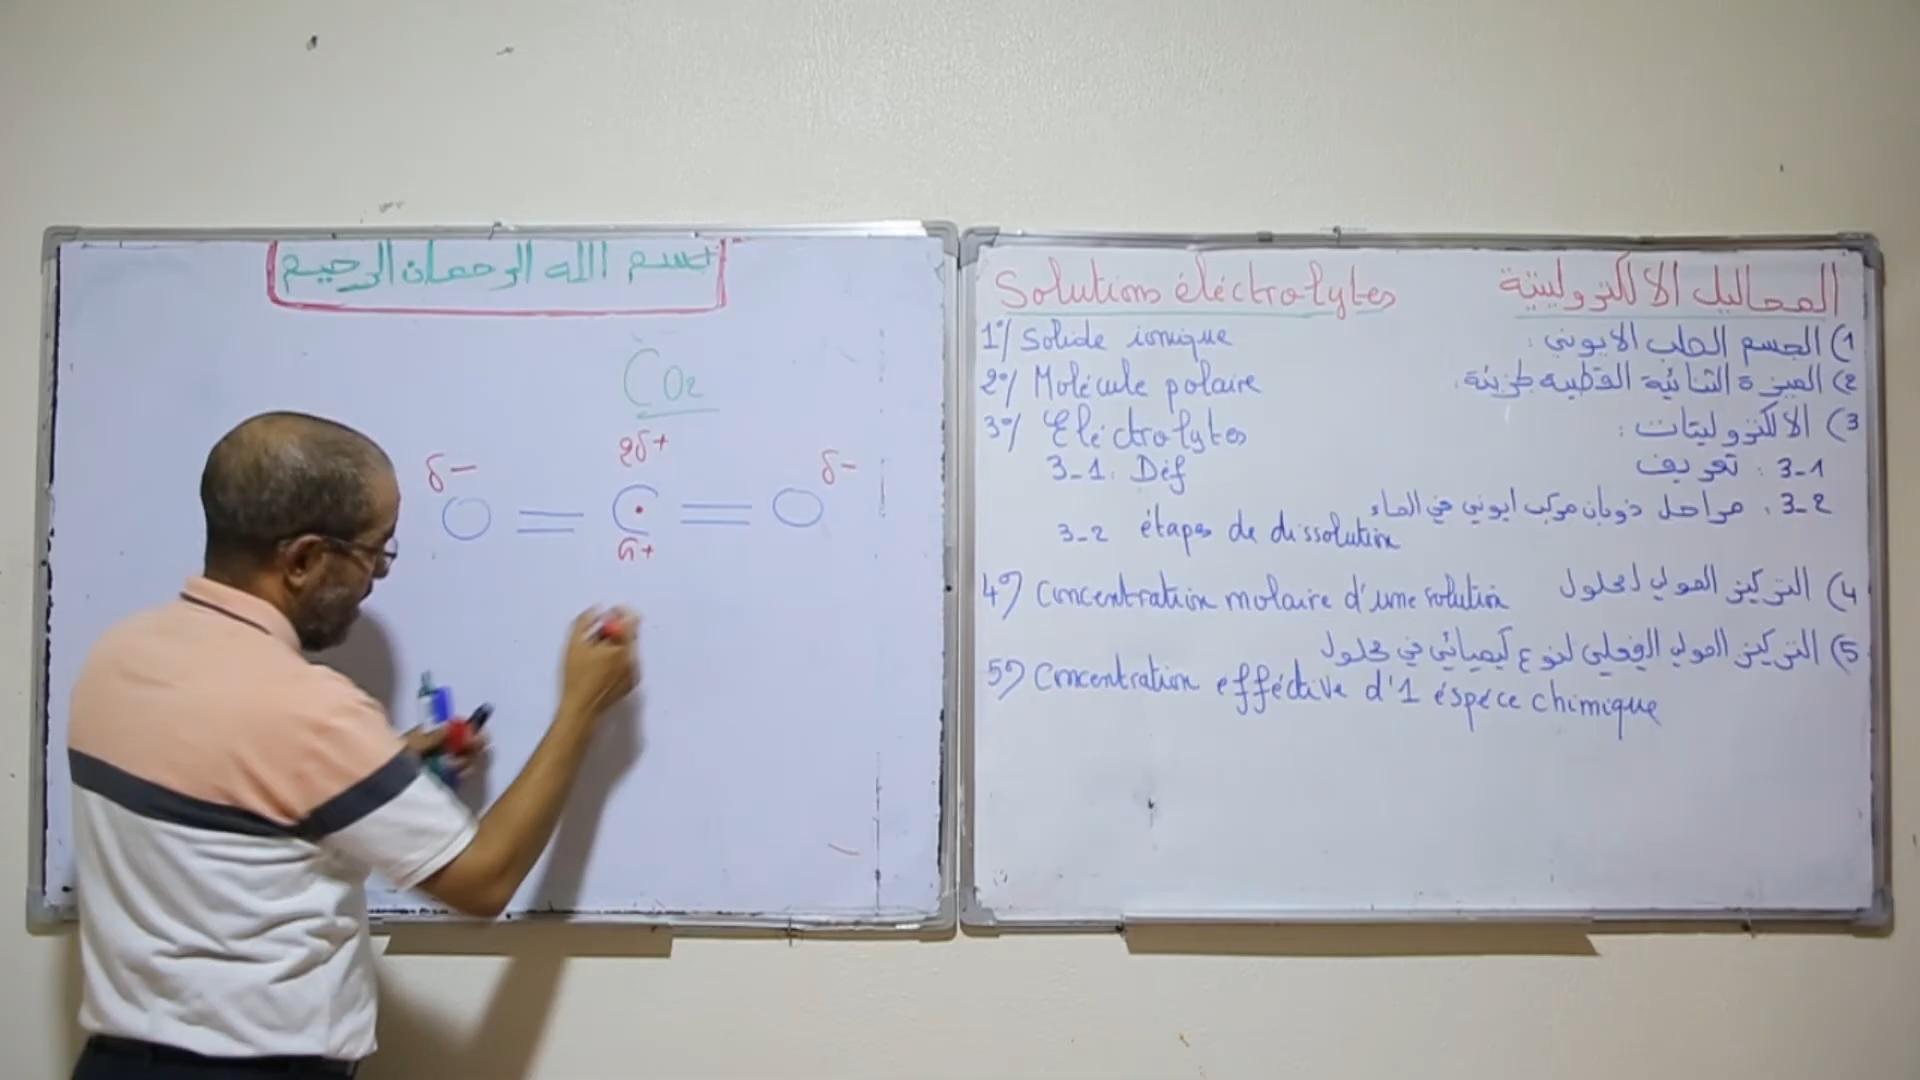 بسم الله الرحمان الرحيم
CO2
2δ+
δ- δ-
O = C = O
G+
Solutions éléctrolytes المحاليل الالكتروليتية
1°/ Solide ionique 1) الجسم الصلب الايوني :
2°/ Molécule polaire 2) الميزة الثنائية القطبية لجزيئة.
3°/ Eléctrolytes 3) الالكتروليتات :
3-1. Déf 3-1 : تعريف
3-2. مراحل ذوبان مركب ايوني في الماء
3-2 étapes de dissolution
4°) Concentration molaire d'une solution 4) التركيز المولي لمحلول
5) التركيز المولي الفعلي لنوع كيميائي في محلول
5°) Concentration efféctive d'1 éspéce chimique